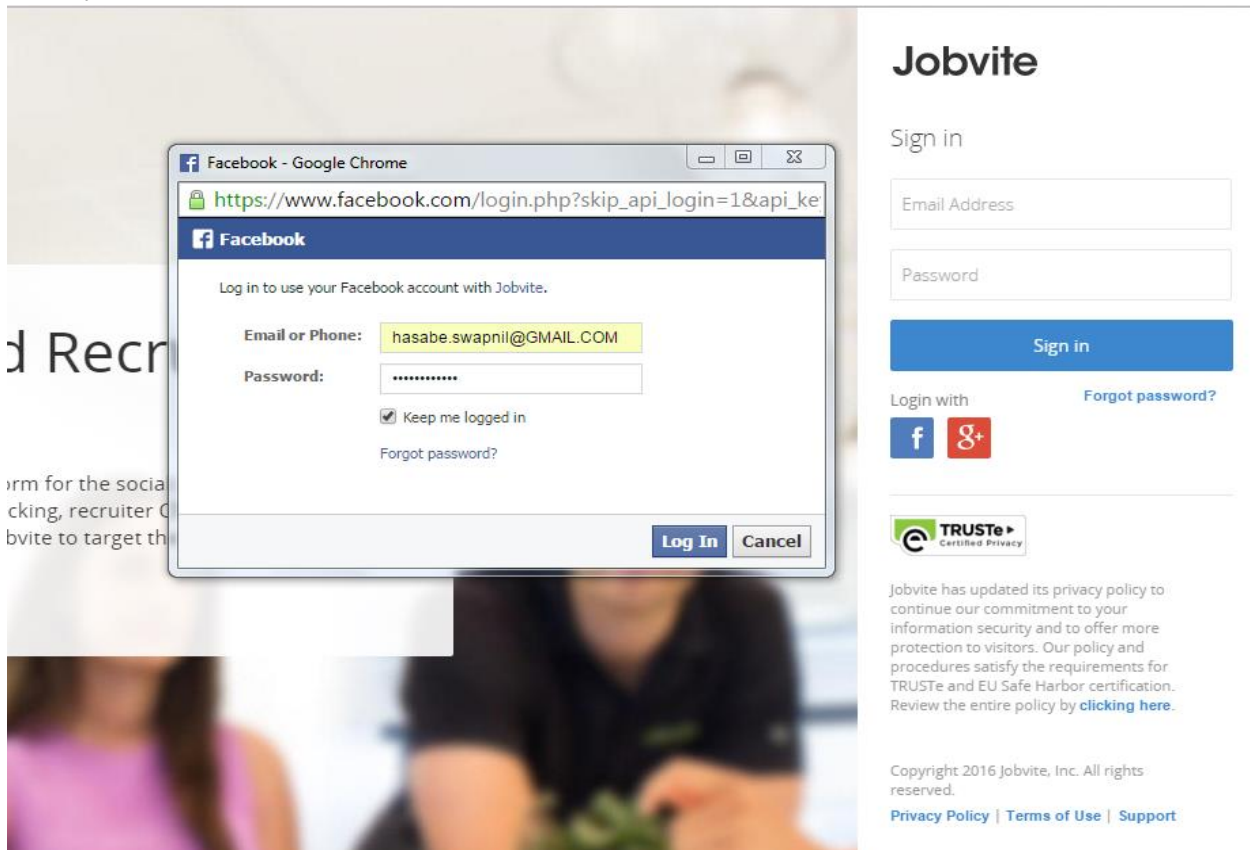 Jobvite
Sign in
Email Address
Password
Sign in
Login with
Forgot password?
f g+
TRUSTe
Certified Privacy
Jobvite has updated its privacy policy to
continue our commitment to your
information security and to offer more
protection to visitors. Our policy and
procedures satisfy the requirements for
TRUSTe and EU Safe Harbor certification.
Review the entire policy by clicking here.
Copyright 2016 Jobvite, Inc. All rights
reserved.
Privacy Policy | Terms of Use | Support
Facebook - Google Chrome
https://www.facebook.com/login.php?skip_api_login=1&api_ke
f Facebook
Log in to use your Facebook account with Jobvite.
Email or Phone: hasabe.swapnil@GMAIL.COM
Password: ••••••••••••
Keep me logged in
Forgot password?
Log In Cancel
d Recr
orm for the socia
cking, recruiter
bvite to target th